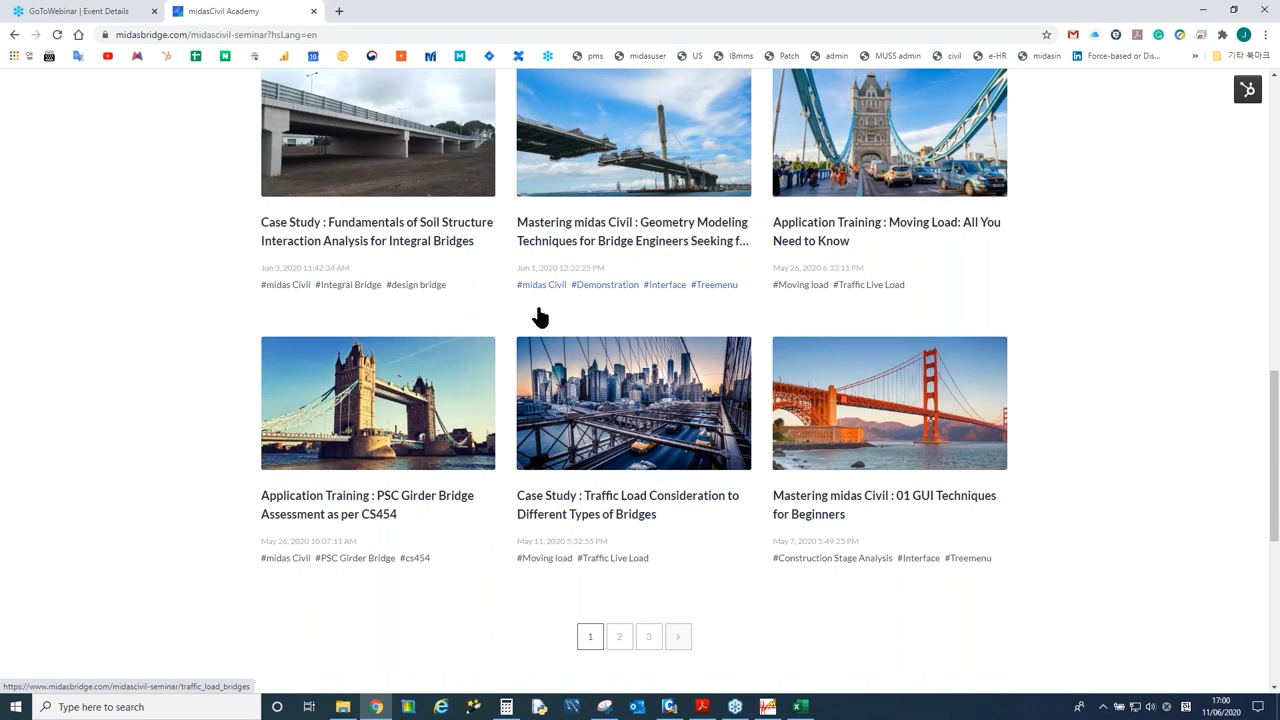 GoToWebinar | Event Details
midasCivil Academy
midasbridge.com/midascivil-seminar?hsLang=en
pms
midasuser
US
I8mms
Patch
admin
MUSS admin
civil
e-HR
midasin
Force-based or Dis...
기타 북마크
Case Study : Fundamentals of Soil Structure
Interaction Analysis for Integral Bridges
Jun 3, 2020 11:42:34 AM
#midas Civil #Integral Bridge #design bridge
Mastering midas Civil : Geometry Modeling
Techniques for Bridge Engineers Seeking f...
Jun 1, 2020 12:32:25 PM
#midas Civil #Demonstration #Interface #Treemenu
Application Training : Moving Load: All You
Need to Know
May 26, 2020 6:33:11 PM
#Moving load #Traffic Live Load
Application Training : PSC Girder Bridge
Assessment as per CS454
May 26, 2020 10:07:11 AM
#midas Civil #PSC Girder Bridge #cs454
Case Study : Traffic Load Consideration to
Different Types of Bridges
May 11, 2020 5:32:55 PM
#Moving load #Traffic Live Load
Mastering midas Civil : 01 GUI Techniques
for Beginners
May 7, 2020 5:49:25 PM
#Construction Stage Analysis #Interface #Treemenu
1 2 3 >
https://www.midasbridge.com/midascivil-seminar/traffic_load_bridges
Type here to search
17:00
11/06/2020